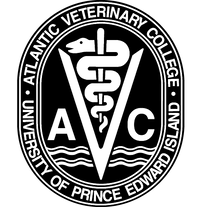 · ATLANTIC VETERINARY COLLEGE ·
UNIVERSITY OF PRINCE EDWARD ISLAND
A V C